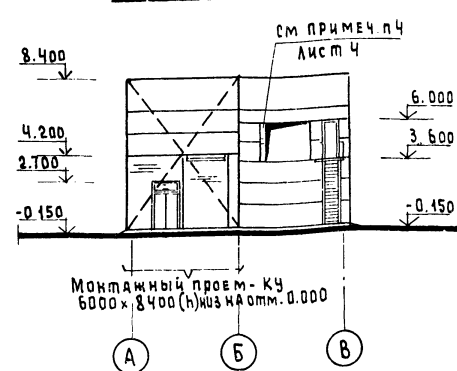 СМ ПРИМЕЧ. П4
ЛИСТ 4
8.400
6.000
4.200
3.600
2.700
-0.150
-0.150
МОНТАЖНЫЙ ПРОЕМ - КУ
6000 × 8400 (h) НИЗ НА ОТМ. 0.000
А
Б
В